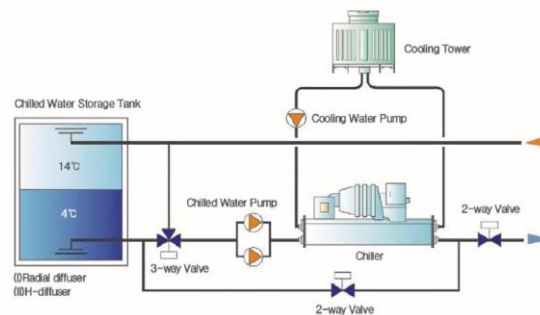 Cooling Tower
Chilled Water Storage Tank
Cooling Water Pump
14℃
4℃
Chilled Water Pump
2-way Valve
3-way Valve
Chiller
(I)Radial diffuser
(II)H-diffuser
2-way Valve